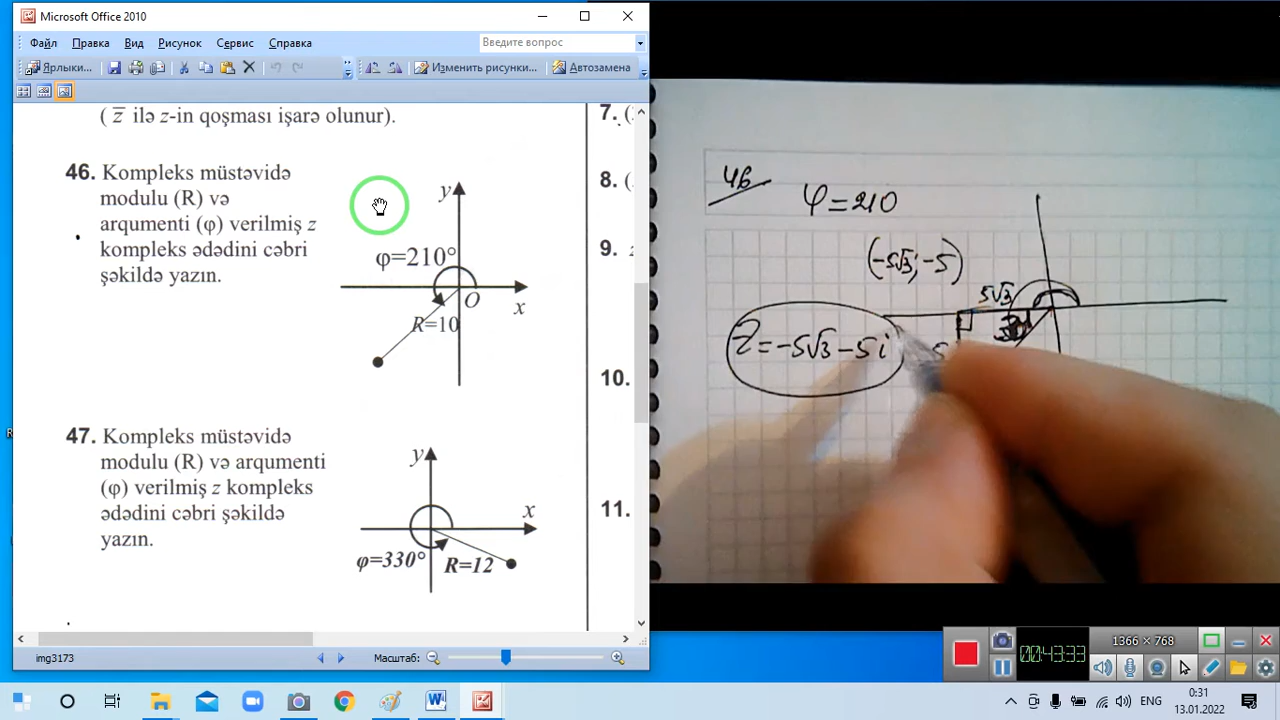 Microsoft Office 2010
Файл Правка Вид Рисунок Сервис Справка
Введите вопрос
Ярлыки...
Изменить рисунки...
Автозамена
( z̅ ilə z-in qoşması işarə olunur).
46. Kompleks müstəvidə
modulu (R) və
arqumenti (φ) verilmiş z
kompleks ədədini cəbri
şəkildə yazın.
y
φ=210°
O
x
R=10
47. Kompleks müstəvidə
modulu (R) və arqumenti
(φ) verilmiş z kompleks
ədədini cəbri şəkildə
yazın.
y
x
φ=330°
R=12
7. (
8. (
9.
10.
11.
img3173
Масштаб:
46
φ=210
(-5√3; -5)
5√3
Z=-5√3-5i
5
1366 × 768
00:43:33
ENG
0:31
13.01.2022